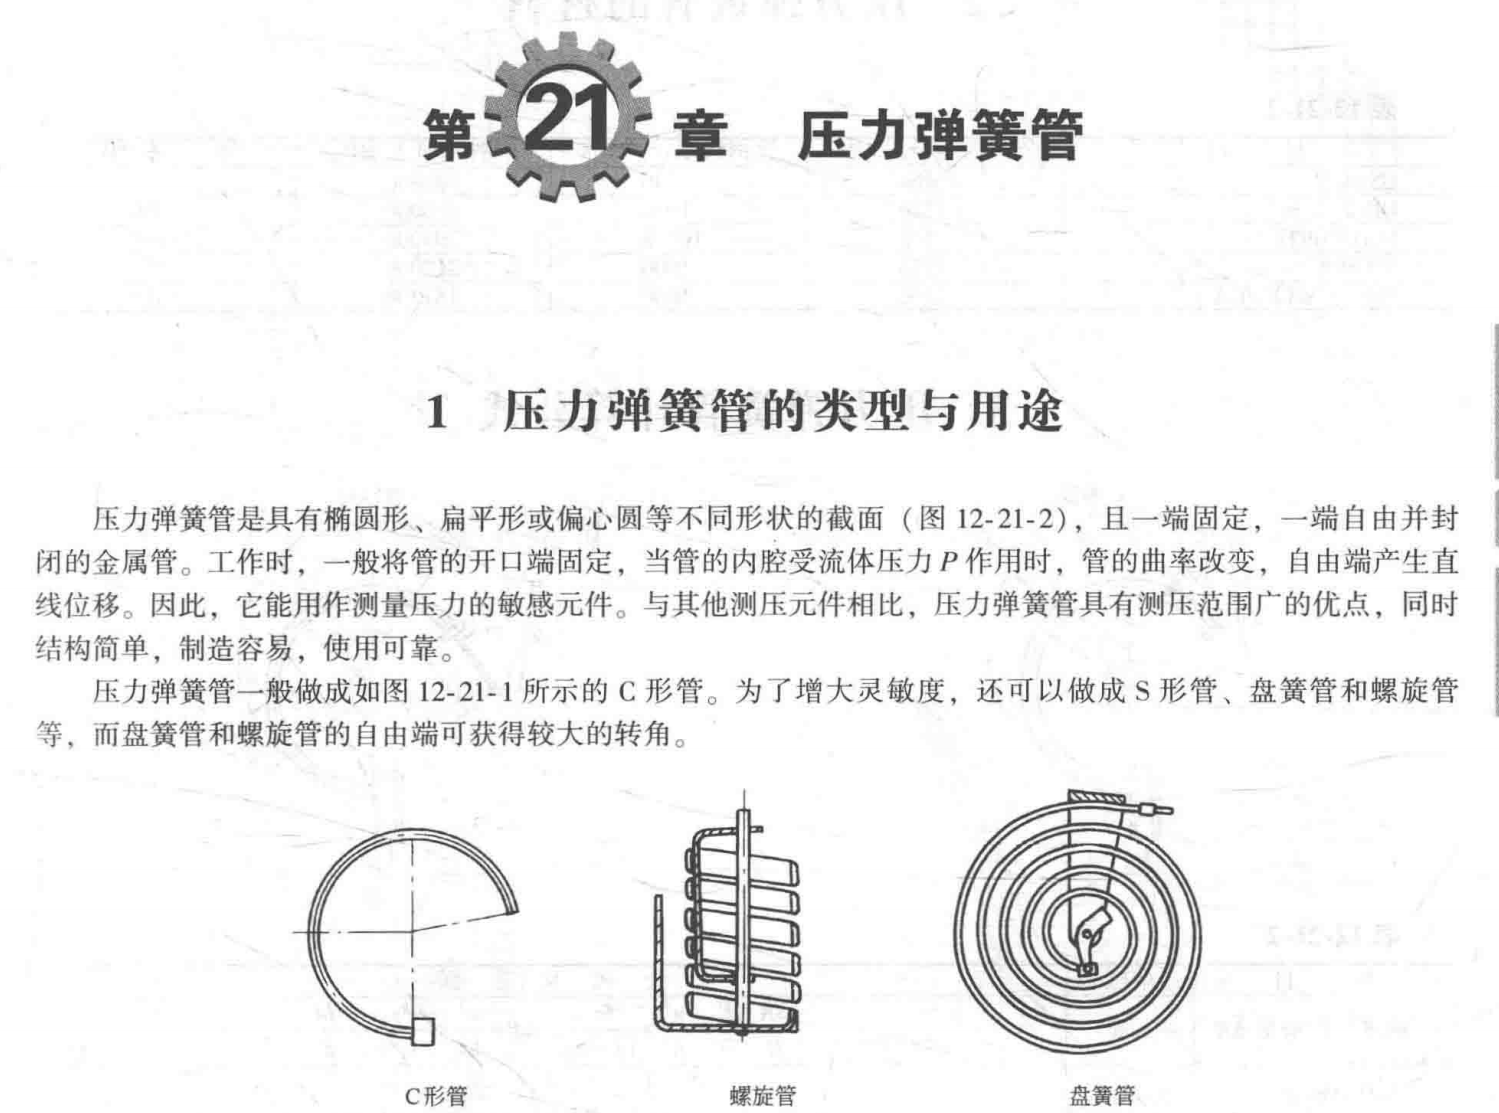 第21章 压力弹簧管
1 压力弹簧管的类型与用途
压力弹簧管是具有椭圆形、扁平形或偏心圆等不同形状的截面（图 12-21-2），且一端固定，一端自由并封
闭的金属管。工作时，一般将管的开口端固定，当管的内腔受流体压力 P 作用时，管的曲率改变，自由端产生直
线位移。因此，它能用作测量压力的敏感元件。与其他测压元件相比，压力弹簧管具有测压范围广的优点，同时
结构简单，制造容易，使用可靠。
压力弹簧管一般做成如图 12-21-1 所示的 C 形管。为了增大灵敏度，还可以做成 S 形管、盘簧管和螺旋管
等，而盘簧管和螺旋管的自由端可获得较大的转角。
C形管 螺旋管 盘簧管